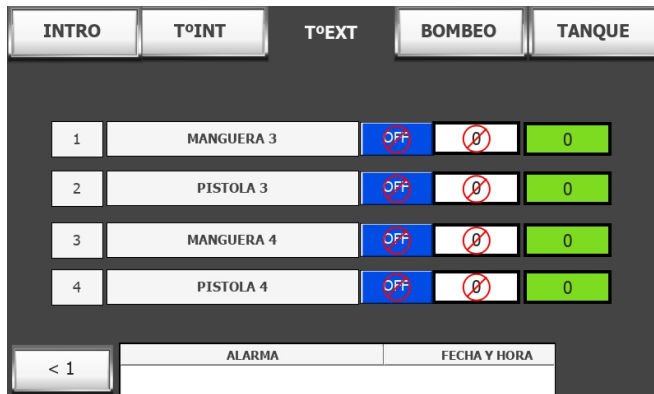 INTRO TºINT TºEXT BOMBEO TANQUE
1 MANGUERA 3 OFF 0 0
2 PISTOLA 3 OFF 0 0
3 MANGUERA 4 OFF 0 0
4 PISTOLA 4 OFF 0 0
< 1 ALARMA FECHA Y HORA